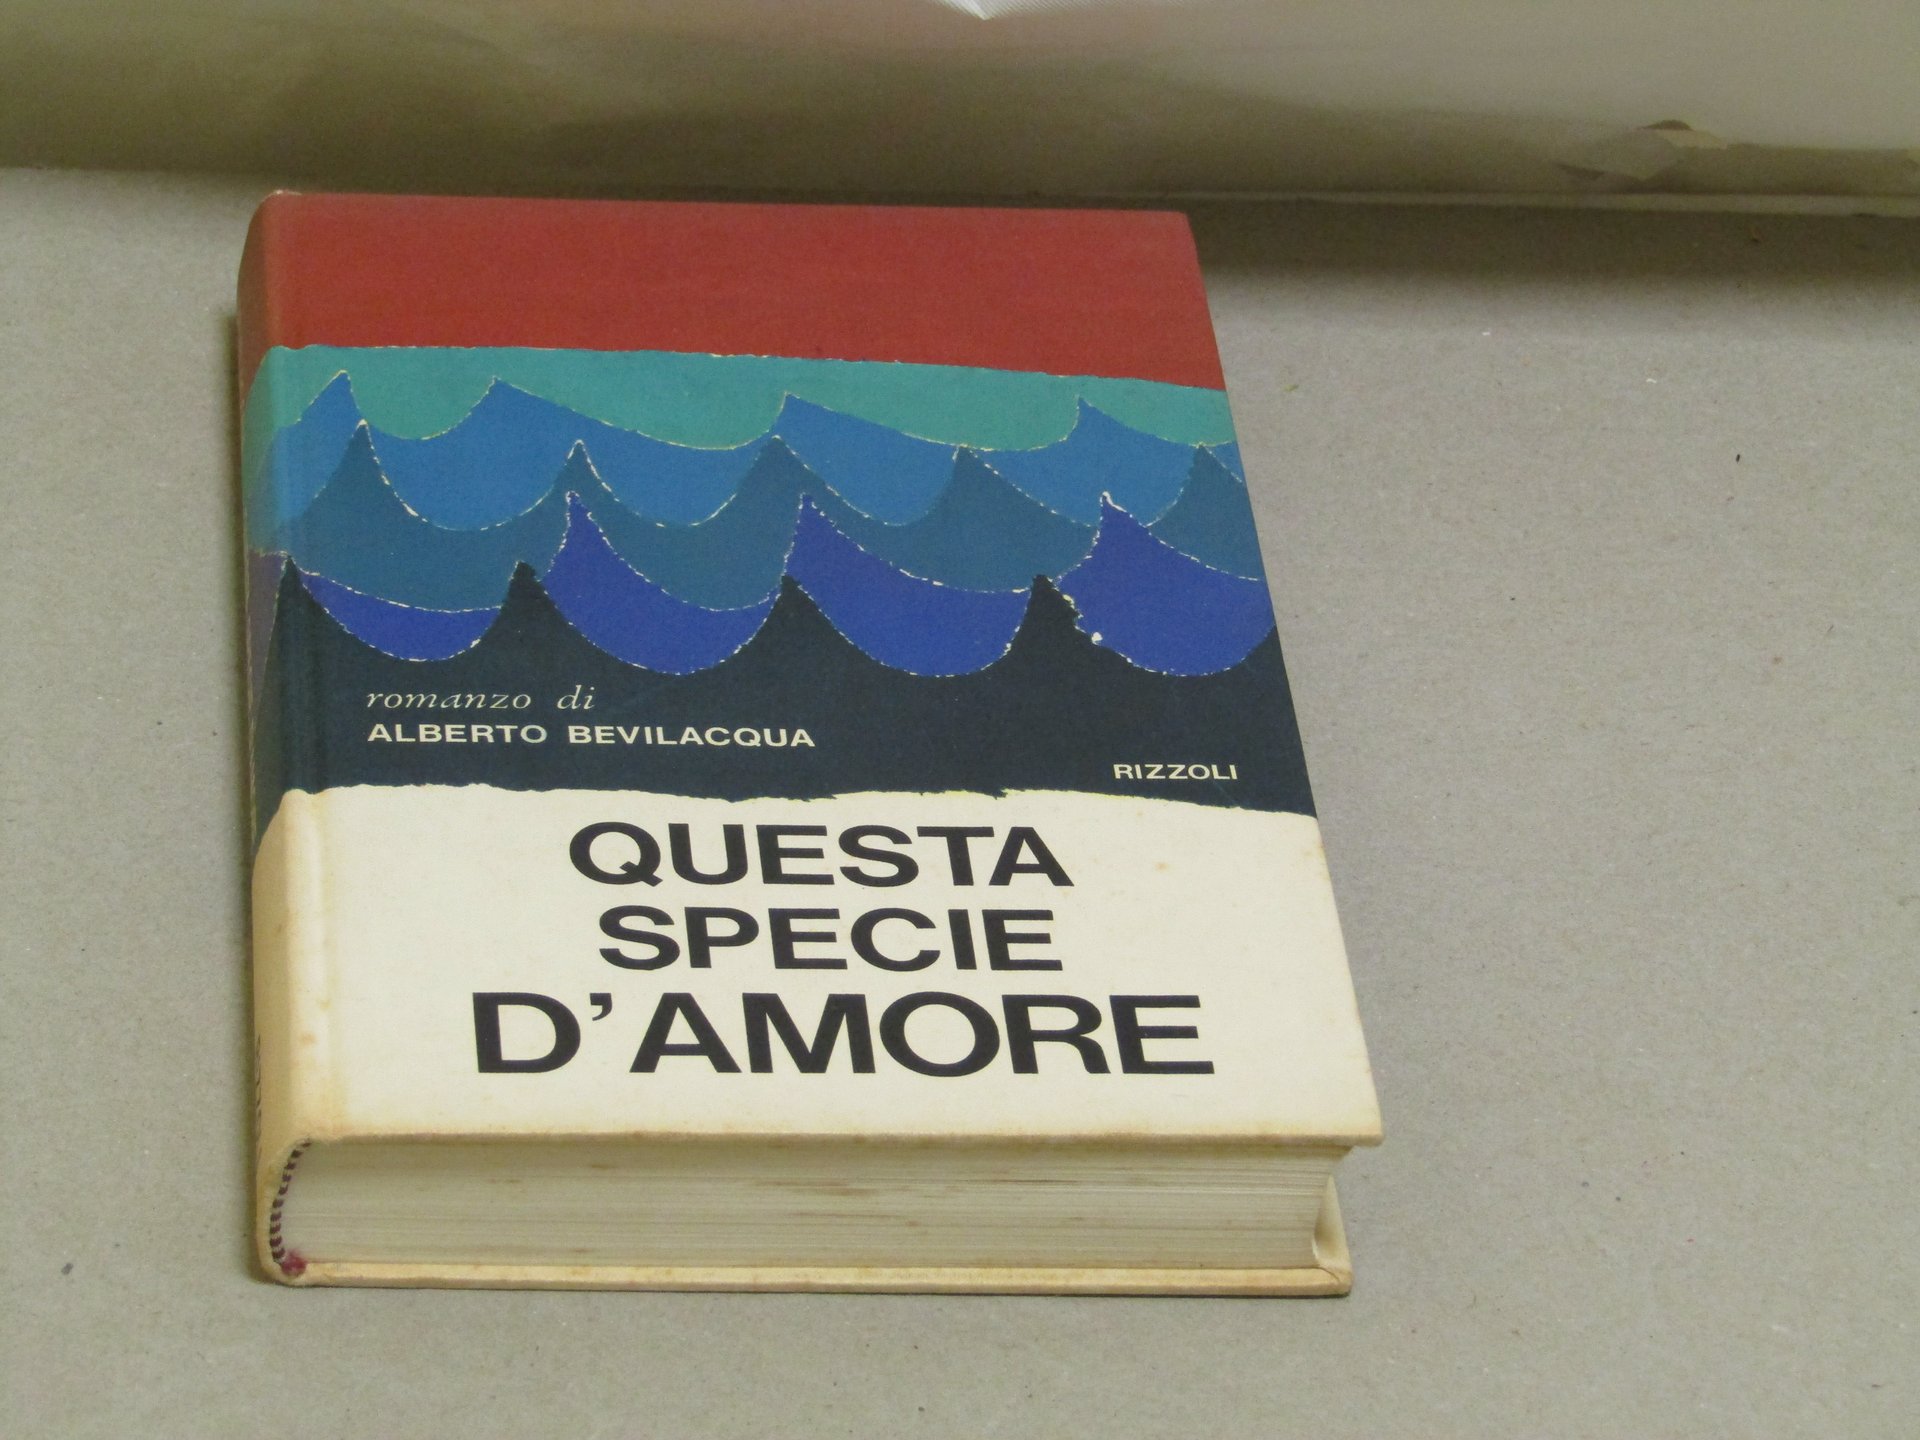 romanzo di
ALBERTO BEVILACQUA
RIZZOLI
QUESTA
SPECIE
D'AMORE